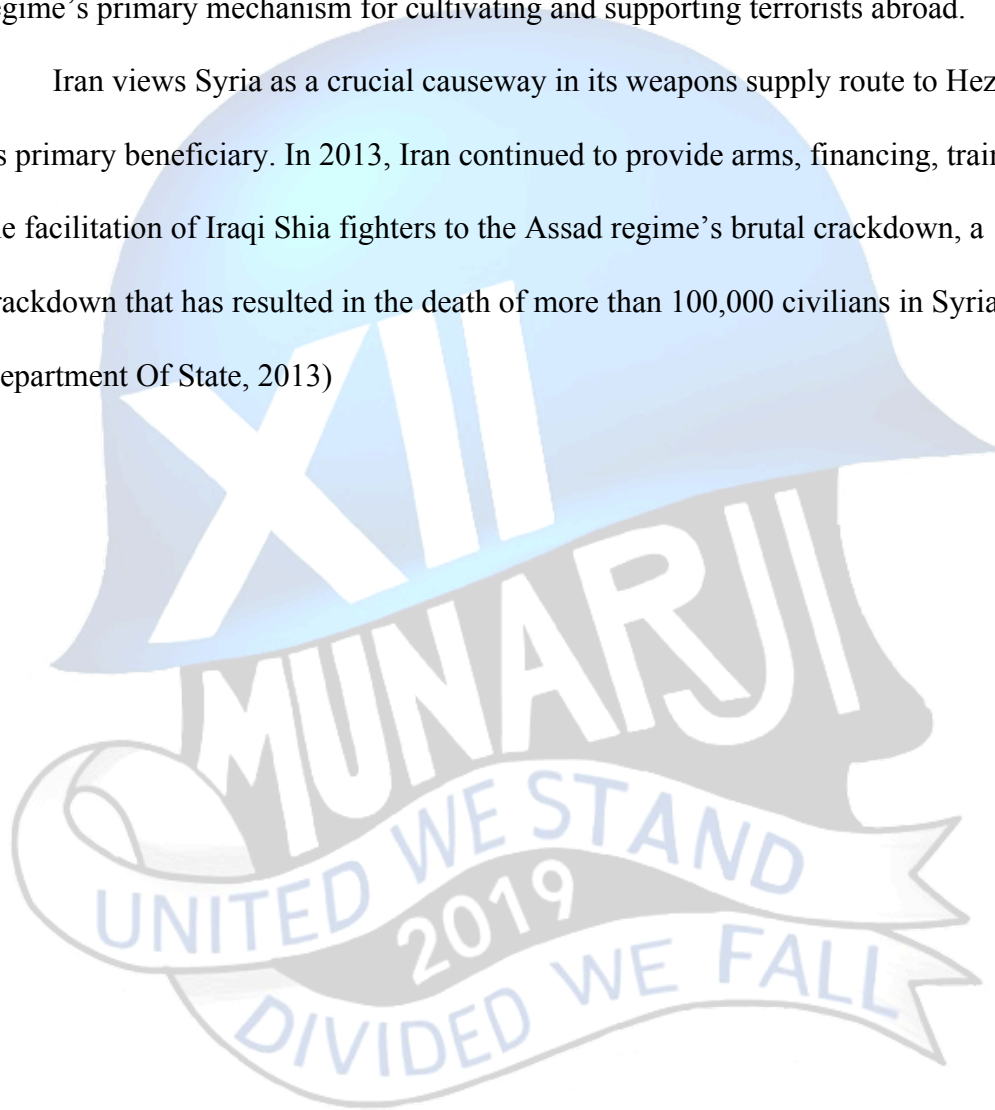 egime’s primary mechanism for cultivating and supporting terrorists abroad.
Iran views Syria as a crucial causeway in its weapons supply route to Hez
s primary beneficiary. In 2013, Iran continued to provide arms, financing, train
e facilitation of Iraqi Shia fighters to the Assad regime’s brutal crackdown, a
rackdown that has resulted in the death of more than 100,000 civilians in Syria
epartment Of State, 2013)
XII
MUNARJI
UNITED WE STAND
2019
DIVIDED WE FALL